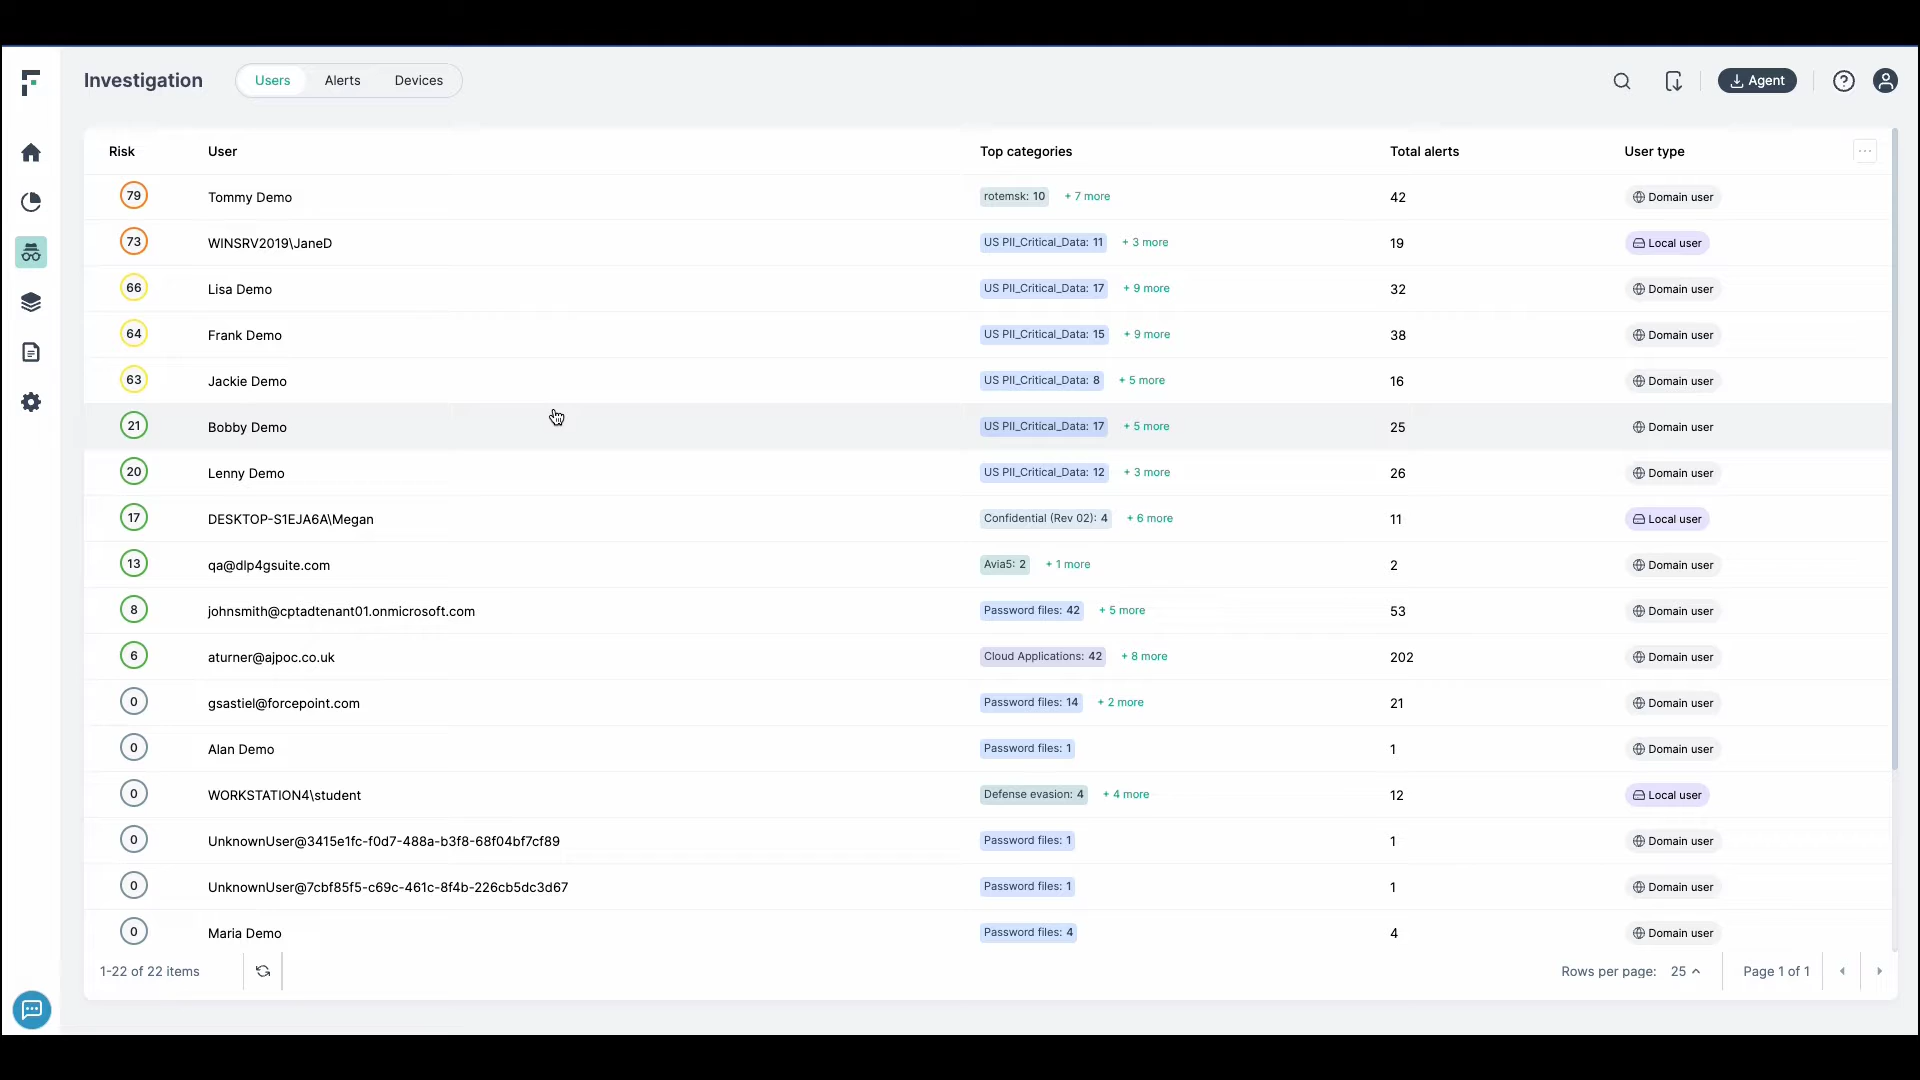 Investigation Users Alerts Devices Agent
Risk User Top categories Total alerts User type
79 Tommy Demo rotemsk: 10 + 7 more 42 Domain user
73 WINSRV2019\JaneD US PII_Critical_Data: 11 + 3 more 19 Local user
66 Lisa Demo US PII_Critical_Data: 17 + 9 more 32 Domain user
64 Frank Demo US PII_Critical_Data: 15 + 9 more 38 Domain user
63 Jackie Demo US PII_Critical_Data: 8 + 5 more 16 Domain user
21 Bobby Demo US PII_Critical_Data: 17 + 5 more 25 Domain user
20 Lenny Demo US PII_Critical_Data: 12 + 3 more 26 Domain user
17 DESKTOP-S1EJA6A\Megan Confidential (Rev 02): 4 + 6 more 11 Local user
13 qa@dlp4gsuite.com Avia5: 2 + 1 more 2 Domain user
8 johnsmith@cptadtenant01.onmicrosoft.com Password files: 42 + 5 more 53 Domain user
6 aturner@ajpoc.co.uk Cloud Applications: 42 + 8 more 202 Domain user
0 gsastiel@forcepoint.com Password files: 14 + 2 more 21 Domain user
0 Alan Demo Password files: 1 1 Domain user
0 WORKSTATION4\student Defense evasion: 4 + 4 more 12 Local user
0 UnknownUser@3415e1fc-f0d7-488a-b3f8-68f04bf7cf89 Password files: 1 1 Domain user
0 UnknownUser@7cbf85f5-c69c-461c-8f4b-226cb5dc3d67 Password files: 1 1 Domain user
0 Maria Demo Password files: 4 4 Domain user
1-22 of 22 items Rows per page: 25 Page 1 of 1